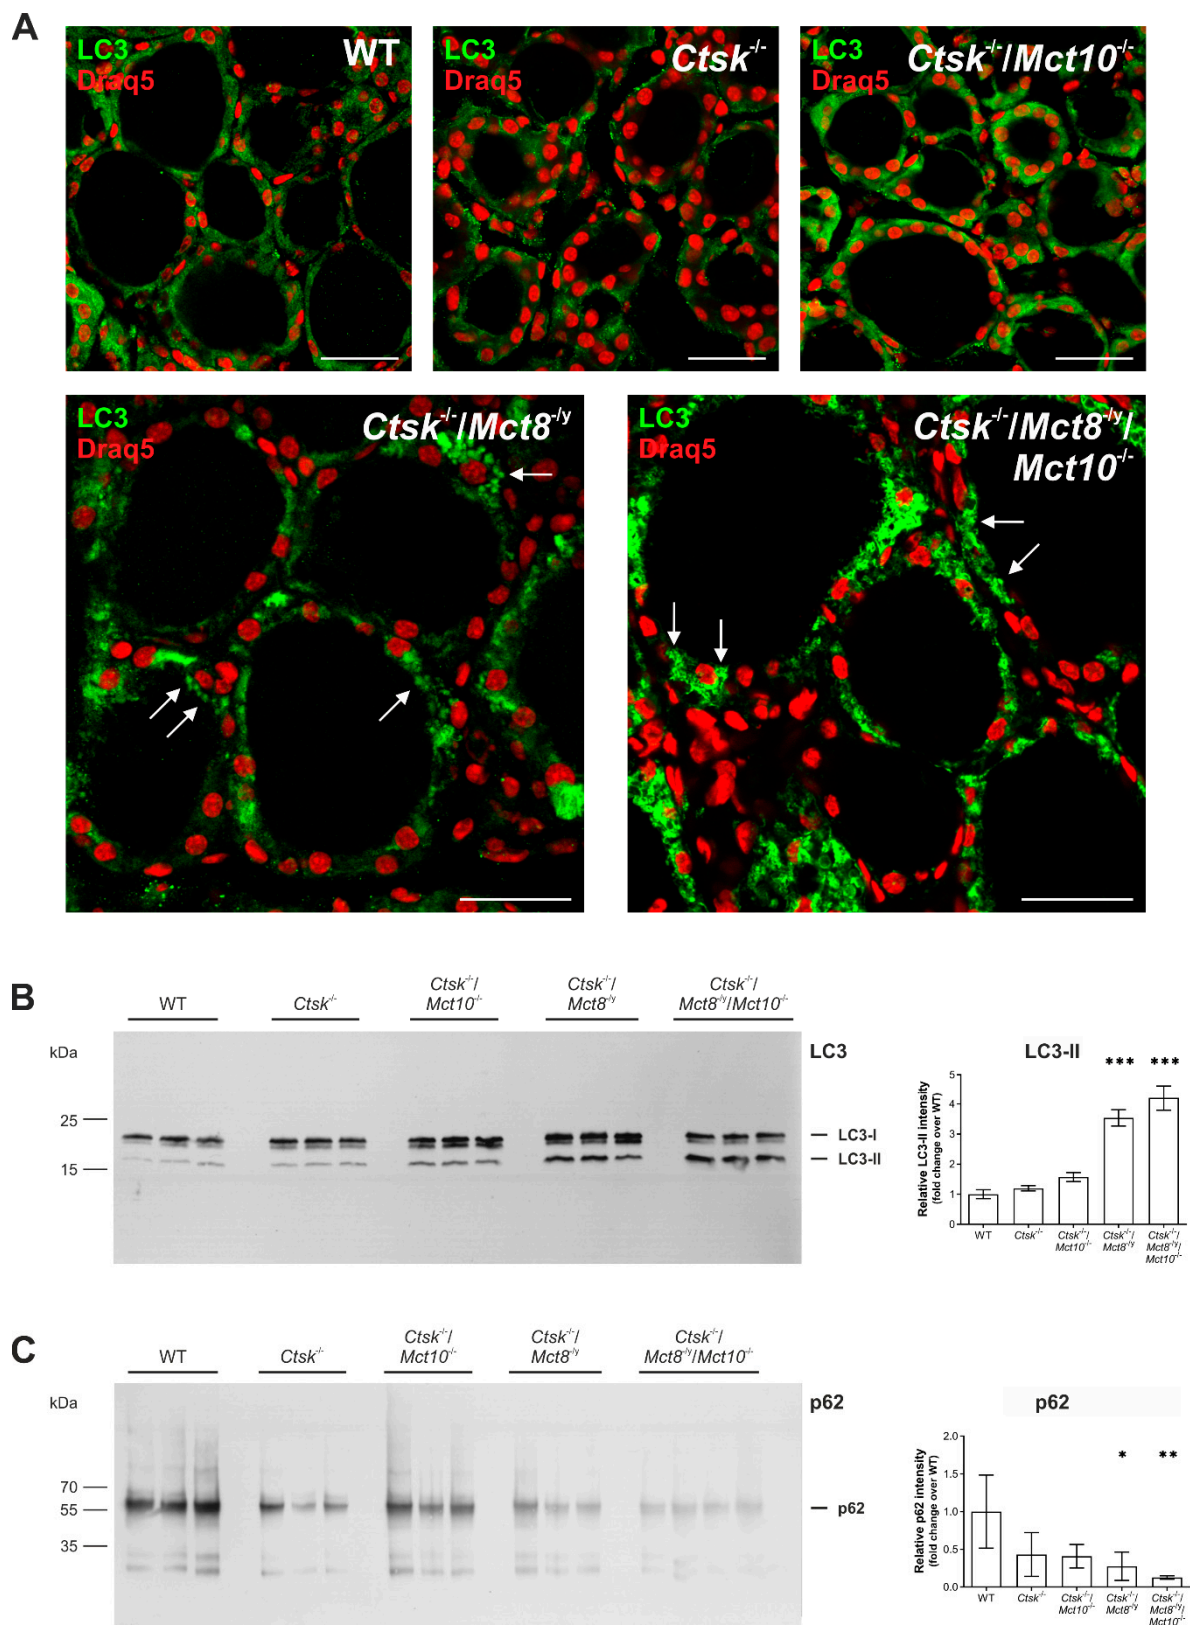 A
LC3
Draq5
WT
LC3
Draq5
Ctsk-/-
LC3
Draq5
Ctsk-/-/Mct10-/-
LC3
Draq5
Ctsk-/-/Mct8-/y
LC3
Draq5
Ctsk-/-/Mct8-/y/
Mct10-/-
B
WT
Ctsk-/-
Ctsk-/-/
Mct10-/-
Ctsk-/-/
Mct8-/y
Ctsk-/-/
Mct8-/y/Mct10-/-
kDa
25
15
LC3
LC3-I
LC3-II
LC3-II
*** ***
Relative LC3-II intensity
(fold change over WT)
5
4
3
2
1
0
WT
Ctsk-/-
Ctsk-/-/
Mct10-/-
Ctsk-/-/
Mct8-/y
Ctsk-/-/
Mct8-/y/
Mct10-/-
C
WT
Ctsk-/-
Ctsk-/-/
Mct10-/-
Ctsk-/-/
Mct8-/y
Ctsk-/-/
Mct8-/y/Mct10-/-
kDa
70
55
35
p62
p62
p62
* **
Relative p62 intensity
(fold change over WT)
2.0
1.5
1.0
0.5
0.0
WT
Ctsk-/-
Ctsk-/-/
Mct10-/-
Ctsk-/-/
Mct8-/y
Ctsk-/-/
Mct8-/y/
Mct10-/-